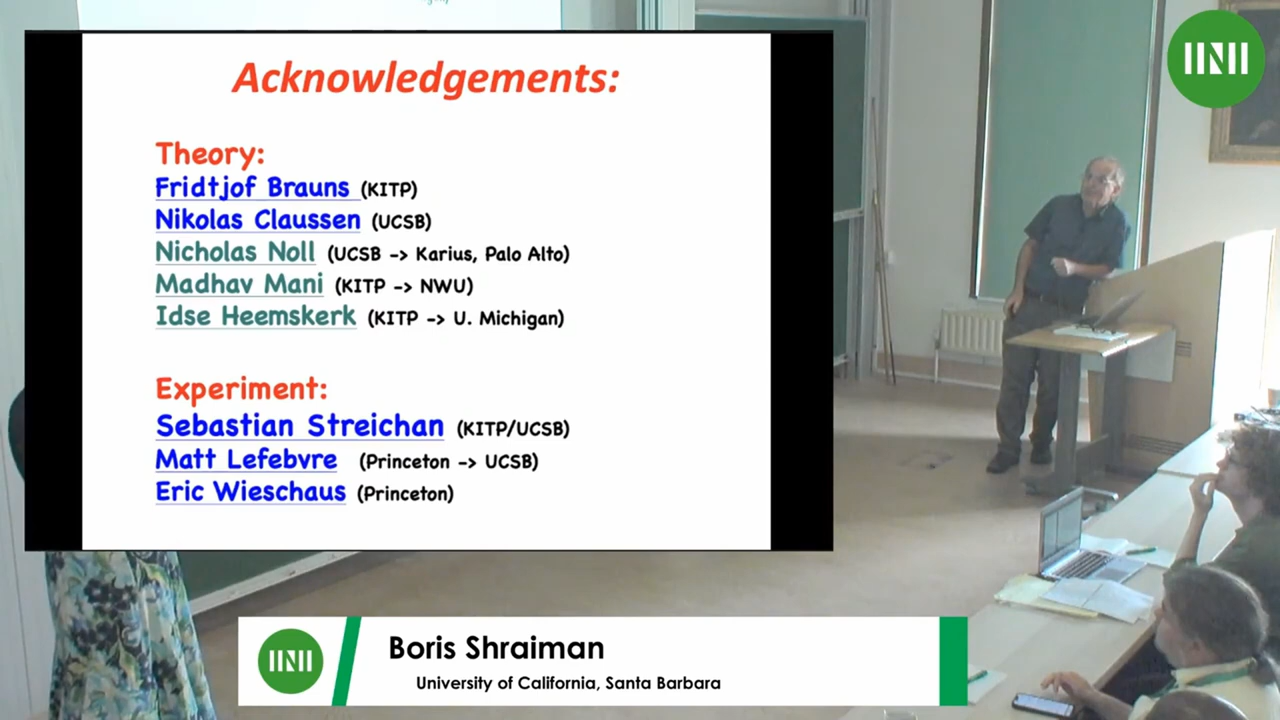 Acknowledgements:
Theory:
Fridtjof Brauns (KITP)
Nikolas Claussen (UCSB)
Nicholas Noll (UCSB -> Karius, Palo Alto)
Madhav Mani (KITP -> NWU)
Idse Heemskerk (KITP -> U. Michigan)
Experiment:
Sebastian Streichan (KITP/UCSB)
Matt Lefebvre (Princeton -> UCSB)
Eric Wieschaus (Princeton)
Boris Shraiman
University of California, Santa Barbara